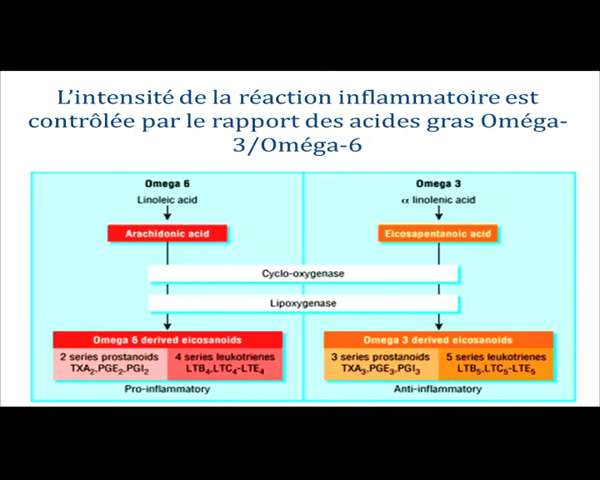 L'intensité de la réaction inflammatoire est
contrôlée par le rapport des acides gras Oméga-
3/Oméga-6
Omega 6
Linoleic acid
Arachidonic acid
Omega 3
α linolenic acid
Eicosapentanoic acid
Cyclo-oxygenase
Lipoxygenase
Omega 6 derived eicosanoids
2 series prostanoids
TXA2,PGE2,PGI2
4 series leukotrienes
LTB4,LTC4-LTE4
Pro-inflammatory
Omega 3 derived eicosanoids
3 series prostanoids
TXA3,PGE3,PGI3
5 series leukotrienes
LTB5,LTC5-LTE5
Anti-inflammatory